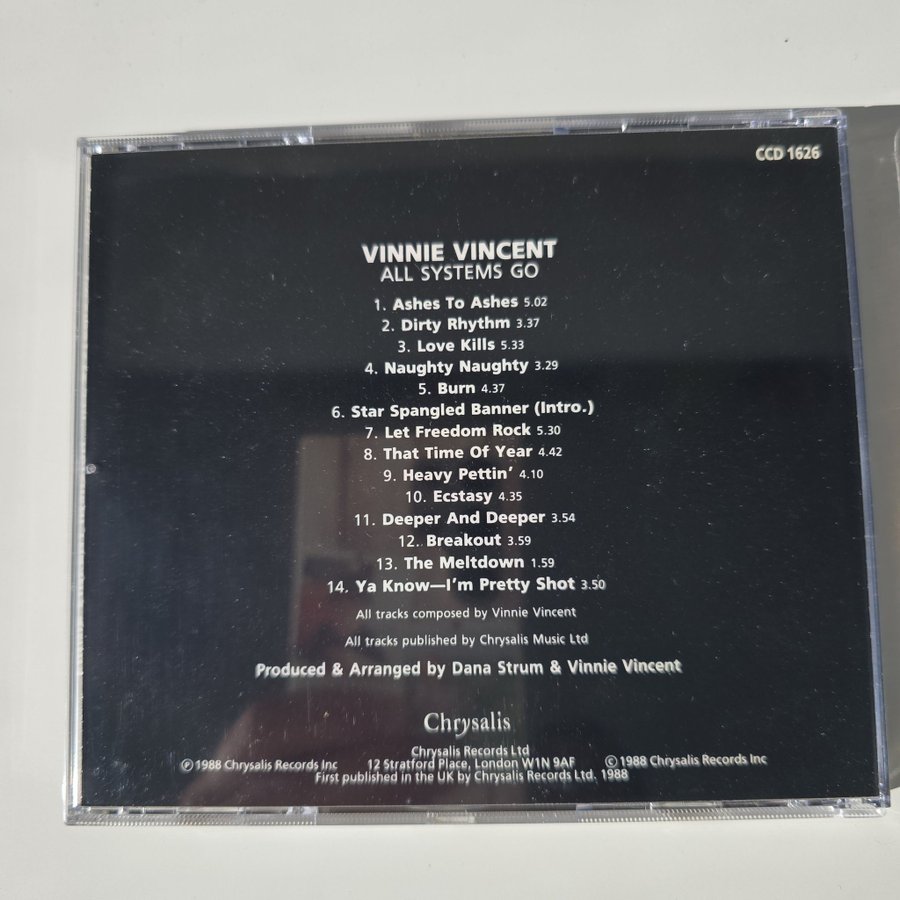 CCD 1626
VINNIE VINCENT
ALL SYSTEMS GO
1. Ashes To Ashes 5.02
2. Dirty Rhythm 3.37
3. Love Kills 5.33
4. Naughty Naughty 3.29
5. Burn 4.37
6. Star Spangled Banner (Intro.)
7. Let Freedom Rock 5.30
8. That Time Of Year 4.42
9. Heavy Pettin' 4.10
10. Ecstasy 4.35
11. Deeper And Deeper 3.54
12. Breakout 3.59
13. The Meltdown 1.59
14. Ya Know—I'm Pretty Shot 3.50
All tracks composed by Vinnie Vincent
All tracks published by Chrysalis Music Ltd
Produced & Arranged by Dana Strum & Vinnie Vincent
Chrysalis
Chrysalis Records Ltd
℗1988 Chrysalis Records Inc 12 Stratford Place, London W1N 9AF ©1988 Chrysalis Records Inc
First published in the UK by Chrysalis Records Ltd. 1988